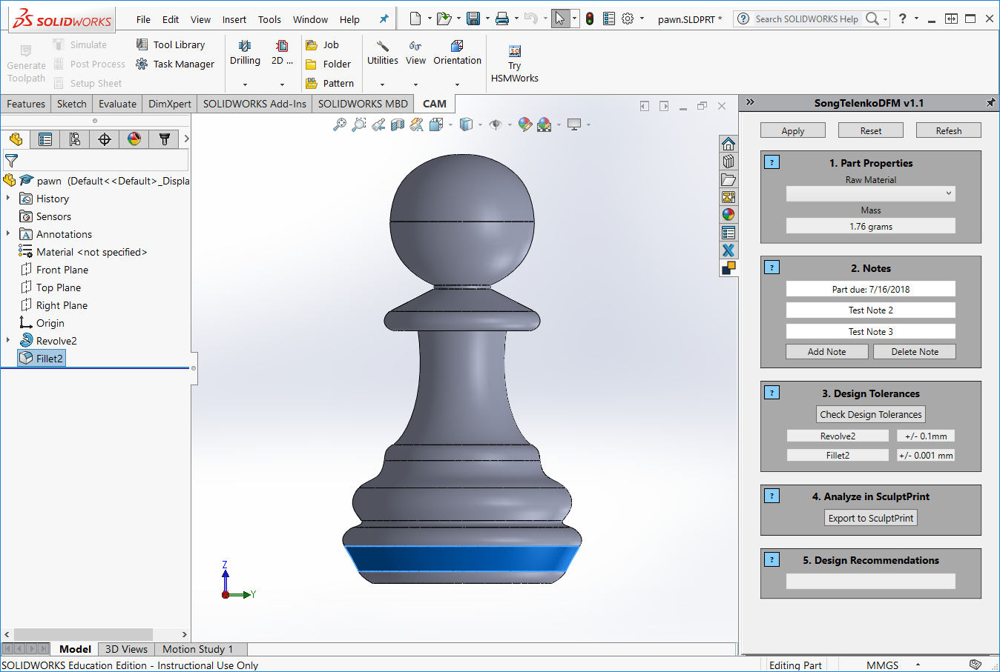 SOLIDWORKS File Edit View Insert Tools Window Help pawn.SLDPRT * Search SOLIDWORKS Help ?
Generate Toolpath
Simulate
Post Process
Setup Sheet
Tool Library
Task Manager
Drilling
2D ...
Job
Folder
Pattern
Utilities
View
Orientation
Try
HSMWorks
Features Sketch Evaluate DimXpert SOLIDWORKS Add-Ins SOLIDWORKS MBD CAM
pawn (Default<<Default>_Displa
History
Sensors
Annotations
Material <not specified>
Front Plane
Top Plane
Right Plane
Origin
Revolve2
Fillet2
Z
Y
SongTelenkoDFM v1.1
Apply Reset Refesh
? 1. Part Properties
Raw Material
Mass
1.76 grams
? 2. Notes
Part due: 7/16/2018
Test Note 2
Test Note 3
Add Note Delete Note
? 3. Design Tolerances
Check Design Tolerances
Revolve2 +/- 0.1mm
Fillet2 +/- 0.001 mm
? 4. Analyze in SculptPrint
Export to SculptPrint
? 5. Design Recommendations
Model 3D Views Motion Study 1
SOLIDWORKS Education Edition - Instructional Use Only Editing Part MMGS